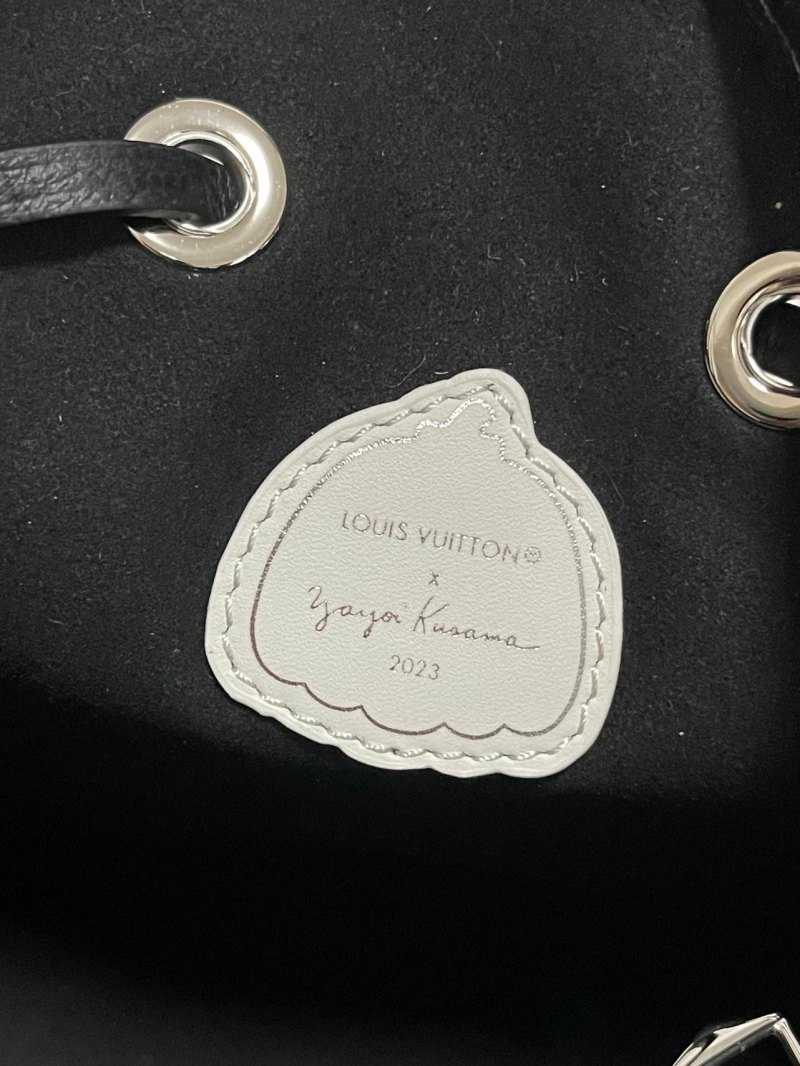 LOUIS VUITTON
x
Yayoi Kusama
2023